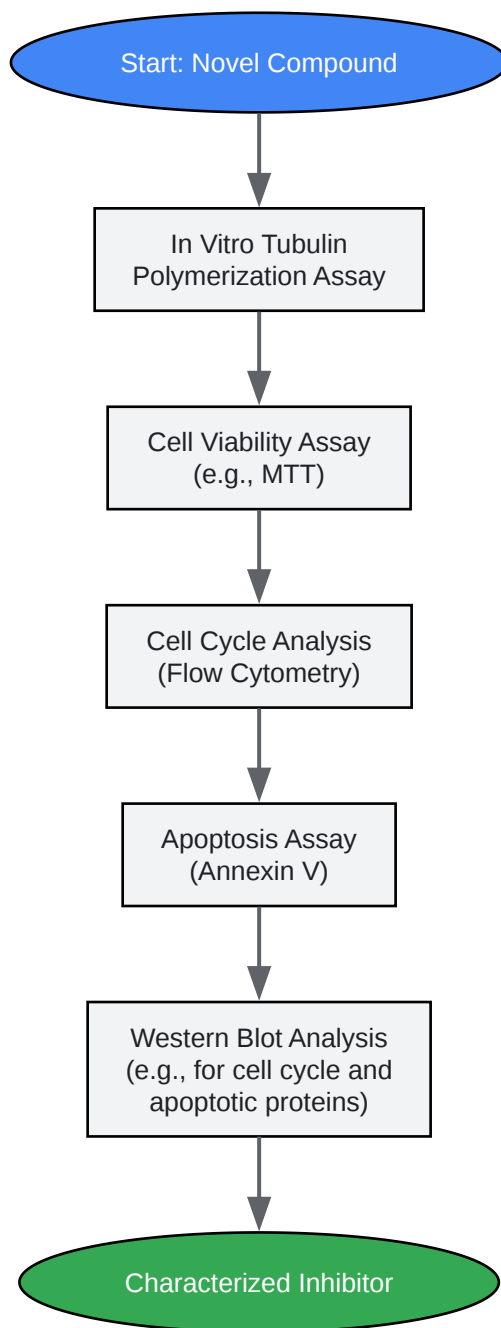 Start: Novel Compound
In Vitro Tubulin
Polymerization Assay
Cell Viability Assay
(e.g., MTT)
Cell Cycle Analysis
(Flow Cytometry)
Apoptosis Assay
(Annexin V)
Western Blot Analysis
(e.g., for cell cycle and
apoptotic proteins)
Characterized Inhibitor